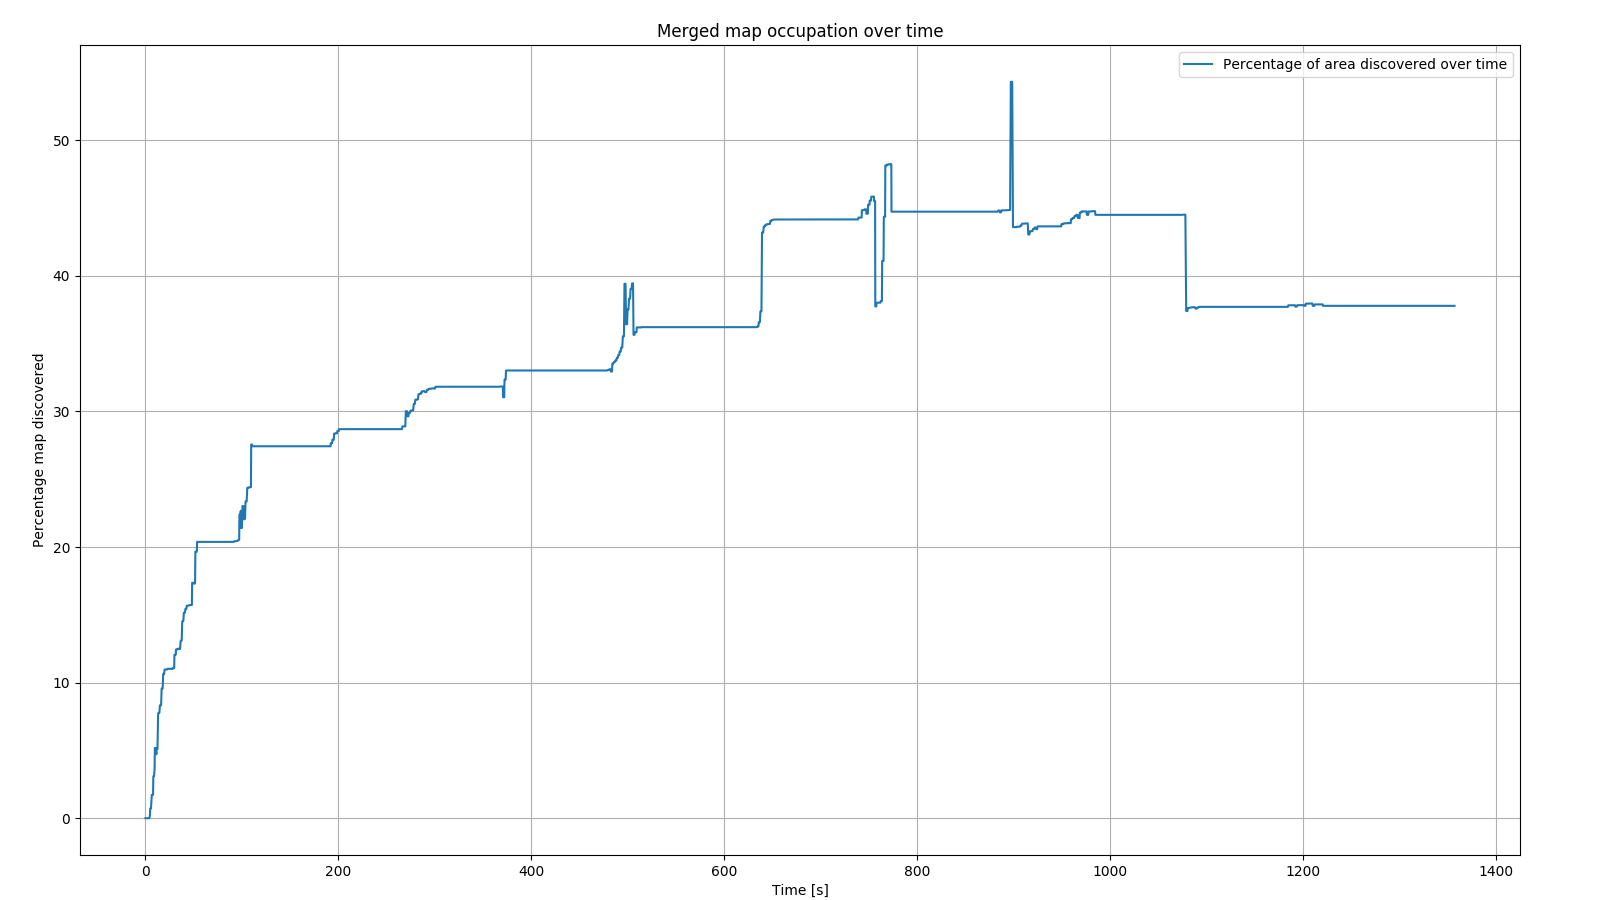 Merged map occupation over time
Percentage of area discovered over time
Percentage map discovered
50
40
30
20
10
0
0 200 400 600 800 1000 1200 1400
Time [s]